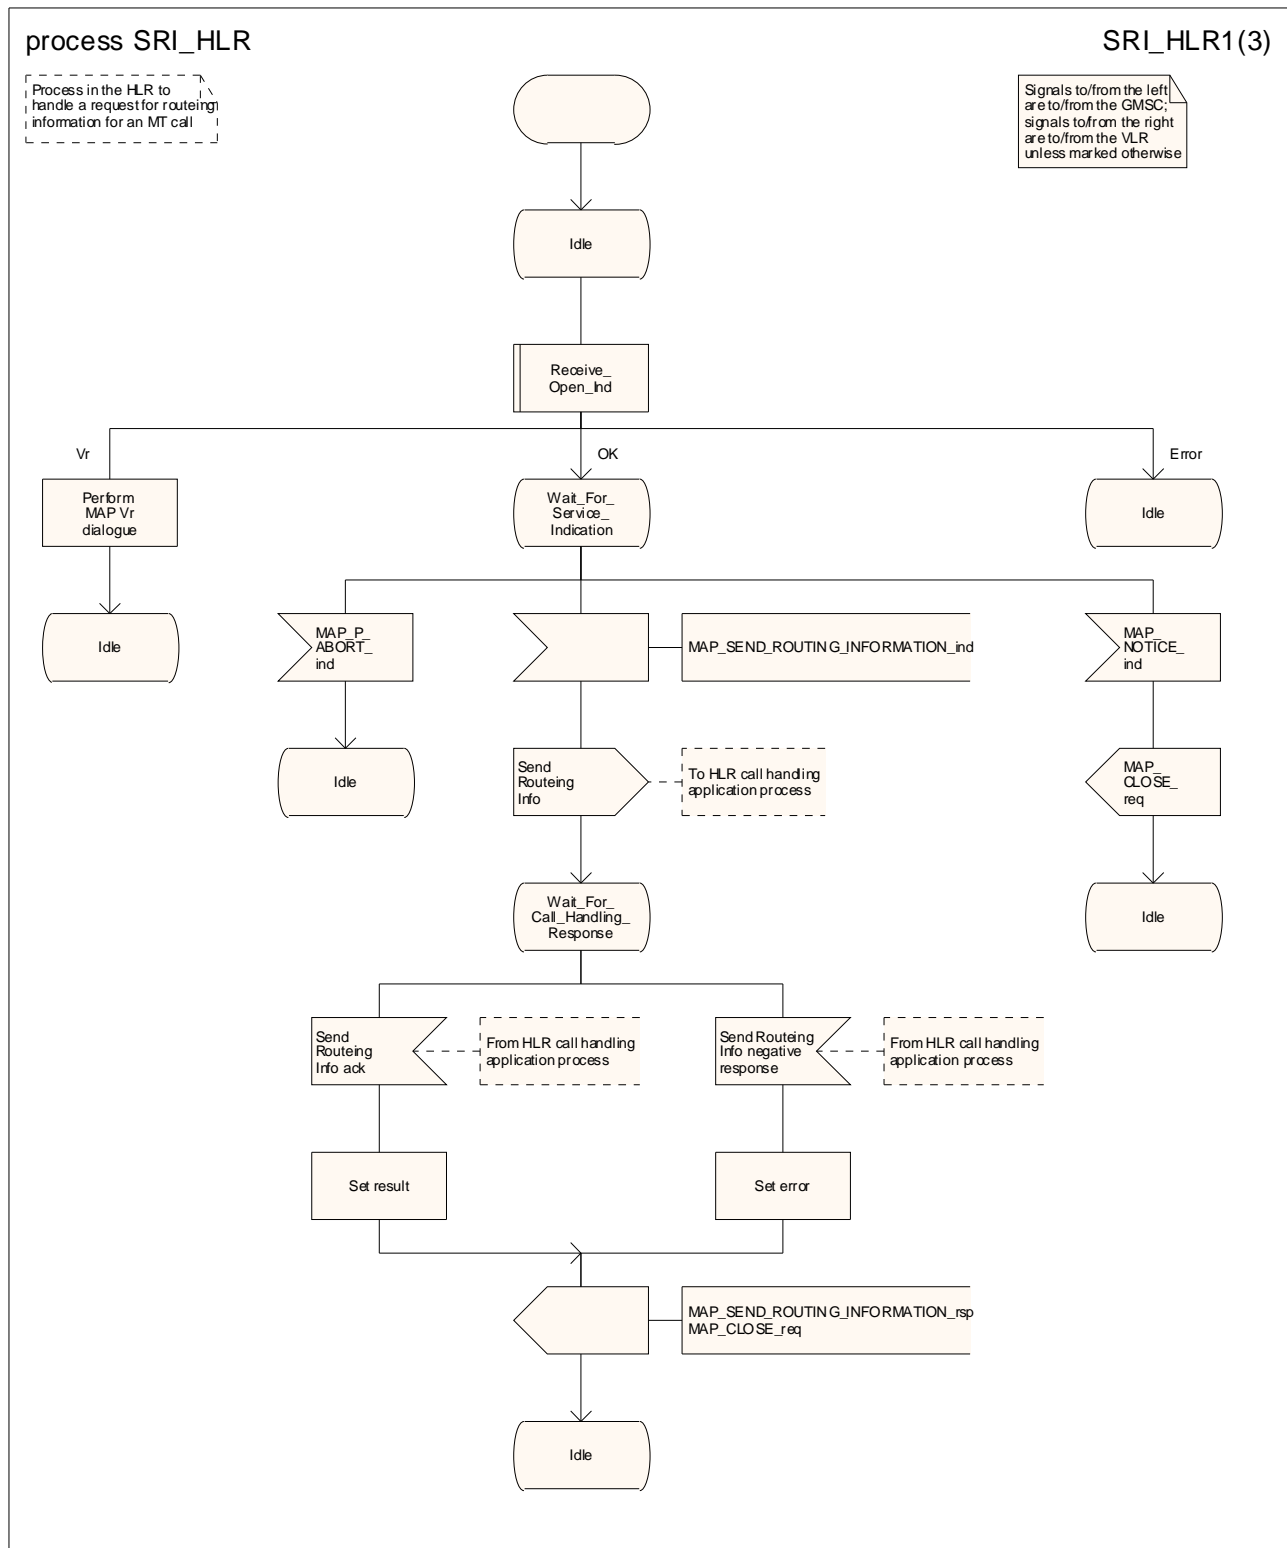 process SRI_HLR
SRI_HLR1(3)
Process in the HLR to
handle a request for routeing
information for an MT call
Signals to/from the left
are to/from the GMSC;
signals to/from the right
are to/from the VLR
unless marked otherwise
Idle
Receive_
Open_Ind
Vr
OK
Error
Perform
MAP Vr
dialogue
Wait_For_
Service_
Indication
Idle
Idle
MAP_P_
ABORT_
ind
MAP_SEND_ROUTING_INFORMATION_ind
MAP_
NOTICE_
ind
Idle
Send
Routeing
Info
To HLR call handling
application process
MAP_
CLOSE_
req
Wait_For_
Call_Handling_
Response
Idle
Send
Routeing
Info ack
From HLR call handling
application process
Send Routeing
Info negative
response
From HLR call handling
application process
Set result
Set error
MAP_SEND_ROUTING_INFORMATION_rsp
MAP_CLOSE_req
Idle